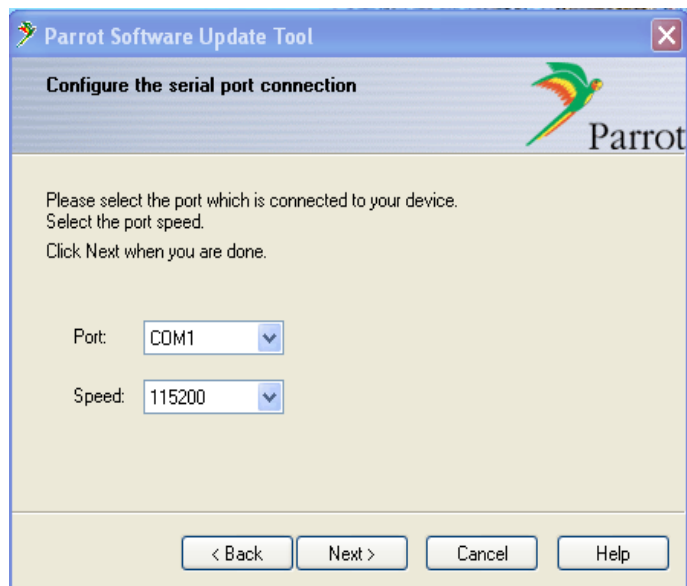 Parrot Software Update Tool
Configure the serial port connection
Parrot
Please select the port which is connected to your device.
Select the port speed.
Click Next when you are done.
Port: COM1
Speed: 115200
< Back Next > Cancel Help